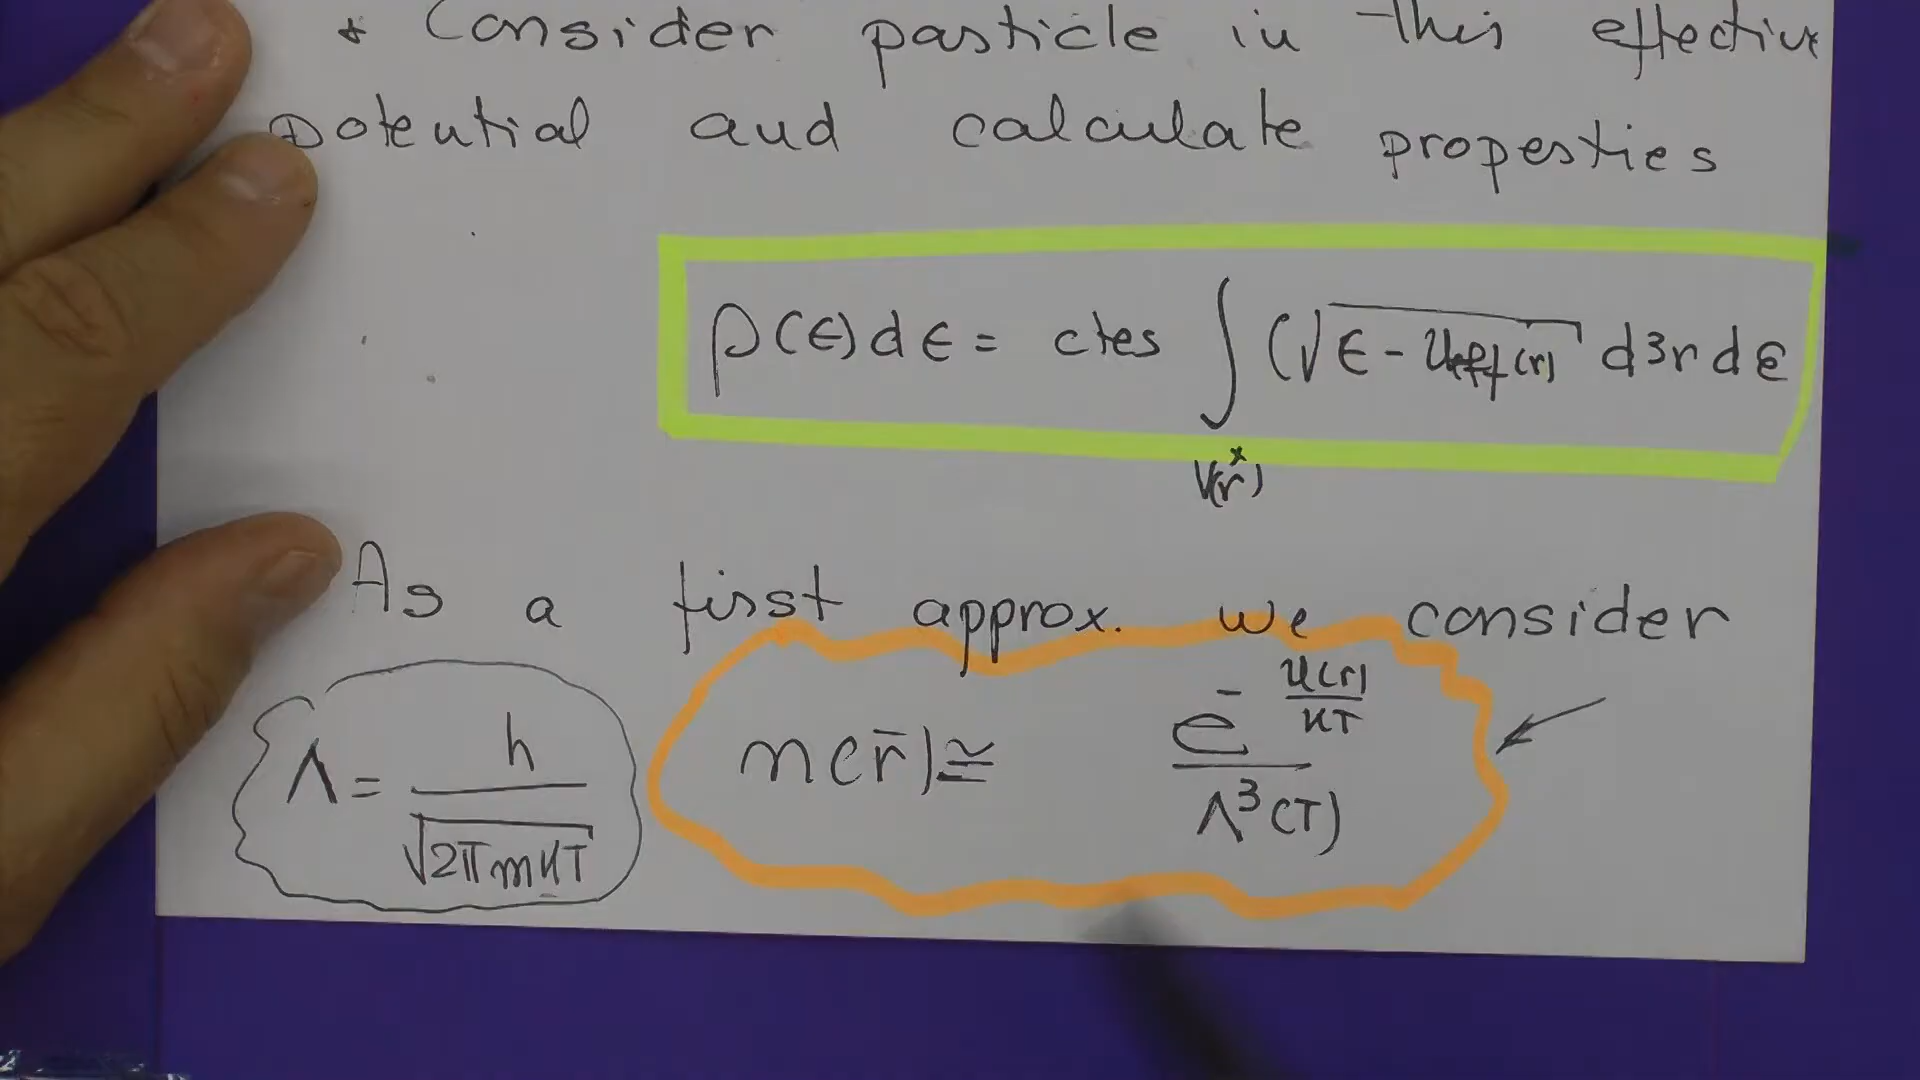 * Consider particle in this effective
potential and calculate properties
ρ(ϵ)dϵ = ctes ∫ (√ϵ - Ueff(r) d3r dϵ
V(r*)
As a first approx. we consider
Λ = h / √2πmKT
n(r̄) ≅ e^-U(r)/KT / Λ³(T)